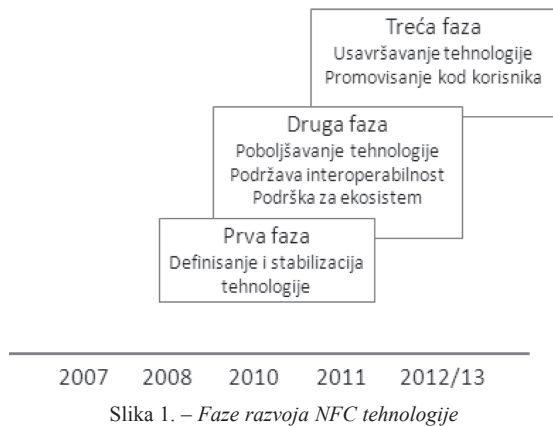 Treća faza
Usavršavanje tehnologije
Promovisanje kod korisnika
Druga faza
Poboljšavanje tehnologije
Podržava interoperabilnost
Podrška za ekosistem
Prva faza
Definisanje i stabilizacija
tehnologije
2007 2008 2010 2011 2012/13
Slika 1. – Faze razvoja NFC tehnologije